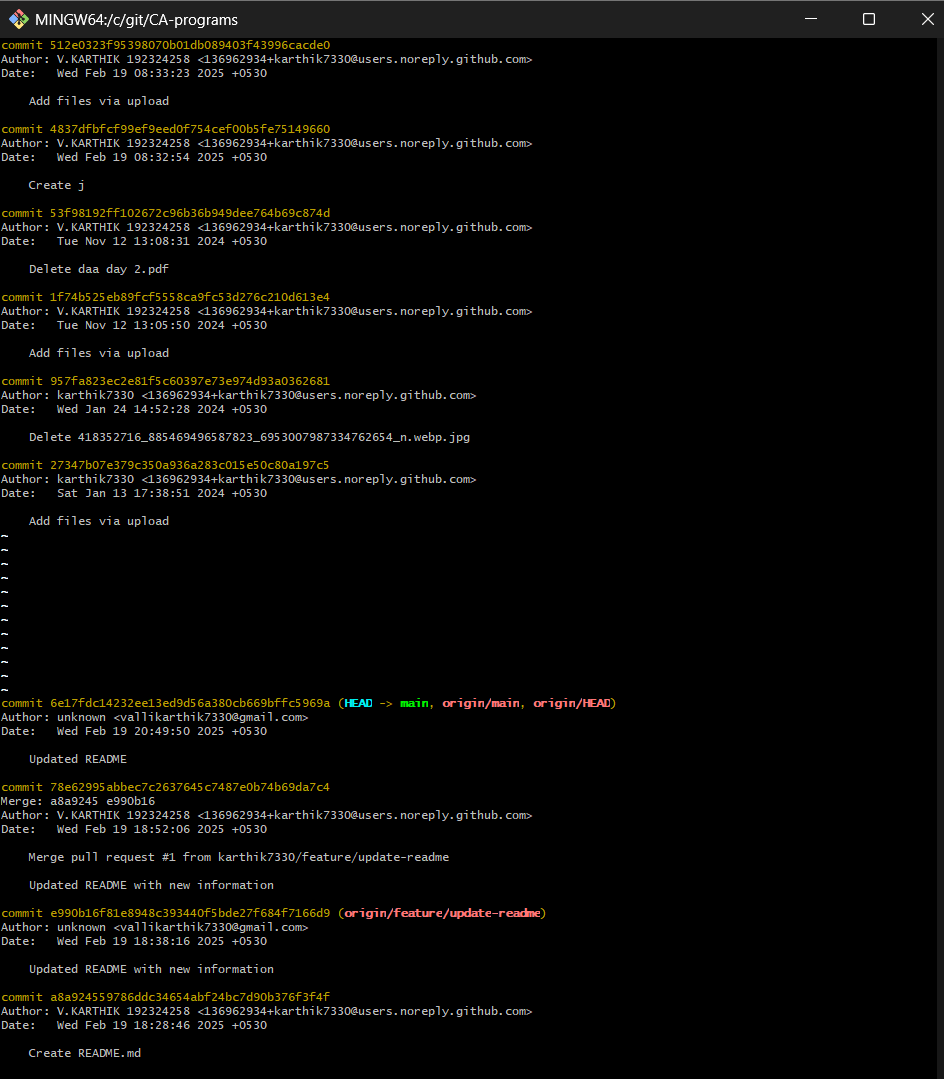 MINGW64:/c/git/CA-programs
commit 512e0323f95398070b01db089403f43996cacde0
Author: V.KARTHIK 192324258 <136962934+karthik7330@users.noreply.github.com>
Date:   Wed Feb 19 08:33:23 2025 +0530
    Add files via upload
commit 4837dfbfcf99ef9eed0f754cef00b5fe75149660
Author: V.KARTHIK 192324258 <136962934+karthik7330@users.noreply.github.com>
Date:   Wed Feb 19 08:32:54 2025 +0530
    Create j
commit 53f98192ff102672c96b36b949dee764b69c874d
Author: V.KARTHIK 192324258 <136962934+karthik7330@users.noreply.github.com>
Date:   Tue Nov 12 13:08:31 2024 +0530
    Delete daa day 2.pdf
commit 1f74b525eb89fcf5558ca9fc53d276c210d613e4
Author: V.KARTHIK 192324258 <136962934+karthik7330@users.noreply.github.com>
Date:   Tue Nov 12 13:05:50 2024 +0530
    Add files via upload
commit 957fa823ec2e81f5c60397e73e974d93a0362681
Author: karthik7330 <136962934+karthik7330@users.noreply.github.com>
Date:   Wed Jan 24 14:52:28 2024 +0530
    Delete 418352716_885469496587823_6953007987334762654_n.webp.jpg
commit 27347b07e379c350a936a283c015e50c80a197c5
Author: karthik7330 <136962934+karthik7330@users.noreply.github.com>
Date:   Sat Jan 13 17:38:51 2024 +0530
    Add files via upload
~
~
~
~
~
~
~
~
~
~
~
~
commit 6e17fdc14232ee13ed9d56a380cb669bffc5969a (HEAD -> main, origin/main, origin/HEAD)
Author: unknown <vallikarthik7330@gmail.com>
Date:   Wed Feb 19 20:49:50 2025 +0530
    Updated README
commit 78e62995abbec7c2637645c7487e0b74b69da7c4
Merge: a8a9245 e990b16
Author: V.KARTHIK 192324258 <136962934+karthik7330@users.noreply.github.com>
Date:   Wed Feb 19 18:52:06 2025 +0530
    Merge pull request #1 from karthik7330/feature/update-readme
    Updated README with new information
commit e990b16f81e8948c393440f5bde27f684f7166d9 (origin/feature/update-readme)
Author: unknown <vallikarthik7330@gmail.com>
Date:   Wed Feb 19 18:38:16 2025 +0530
    Updated README with new information
commit a8a924559786ddc34654abf24bc7d90b376f3f4f
Author: V.KARTHIK 192324258 <136962934+karthik7330@users.noreply.github.com>
Date:   Wed Feb 19 18:28:46 2025 +0530
    Create README.md